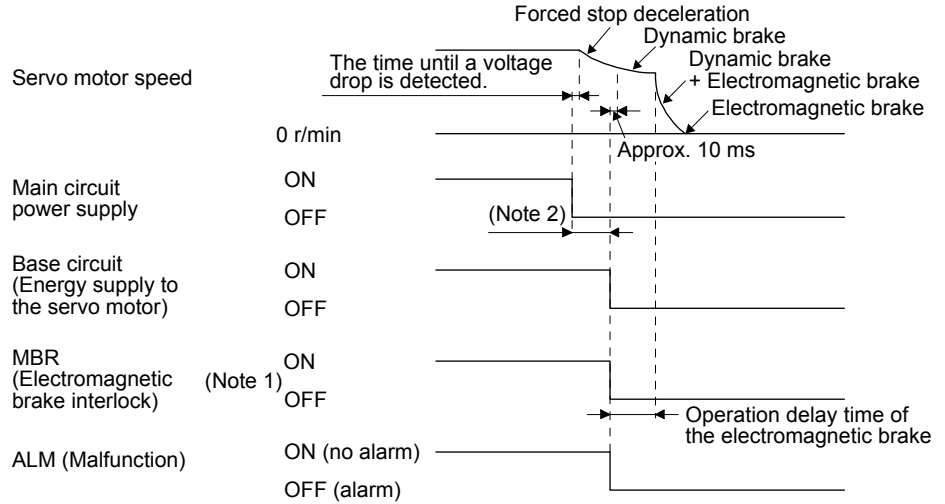 Forced stop deceleration
Dynamic brake
The time until a voltage
drop is detected.
Dynamic brake
+ Electromagnetic brake
Servo motor speed
Electromagnetic brake
0 r/min
Approx. 10 ms
Main circuit
power supply
ON
OFF
(Note 2)
Base circuit
(Energy supply to
the servo motor)
ON
OFF
MBR
(Electromagnetic
brake interlock)
(Note 1)
ON
OFF
Operation delay time of
the electromagnetic brake
ALM (Malfunction)
ON (no alarm)
OFF (alarm)